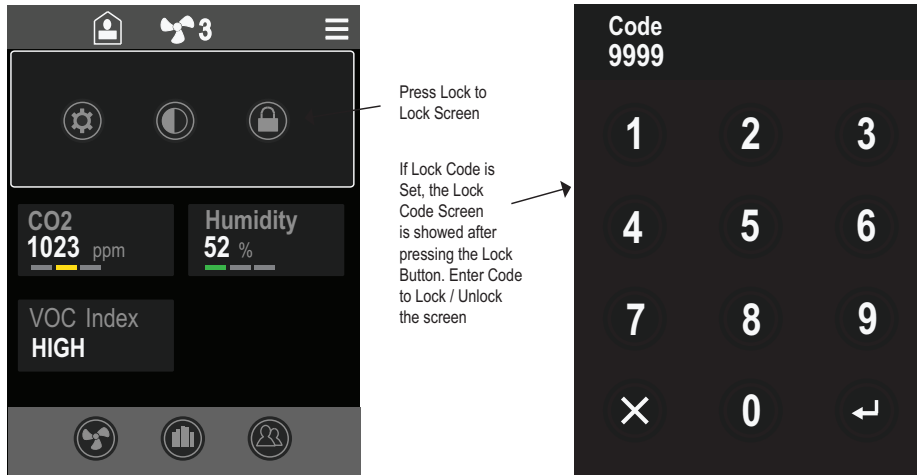 3
CO2
1023 ppm
Humidity
52 %
VOC Index
HIGH
Press Lock to
Lock Screen
If Lock Code is
Set, the Lock
Code Screen
is showed after
pressing the Lock
Button. Enter Code
to Lock / Unlock
the screen
Code
9999
1 2 3
4 5 6
7 8 9
0